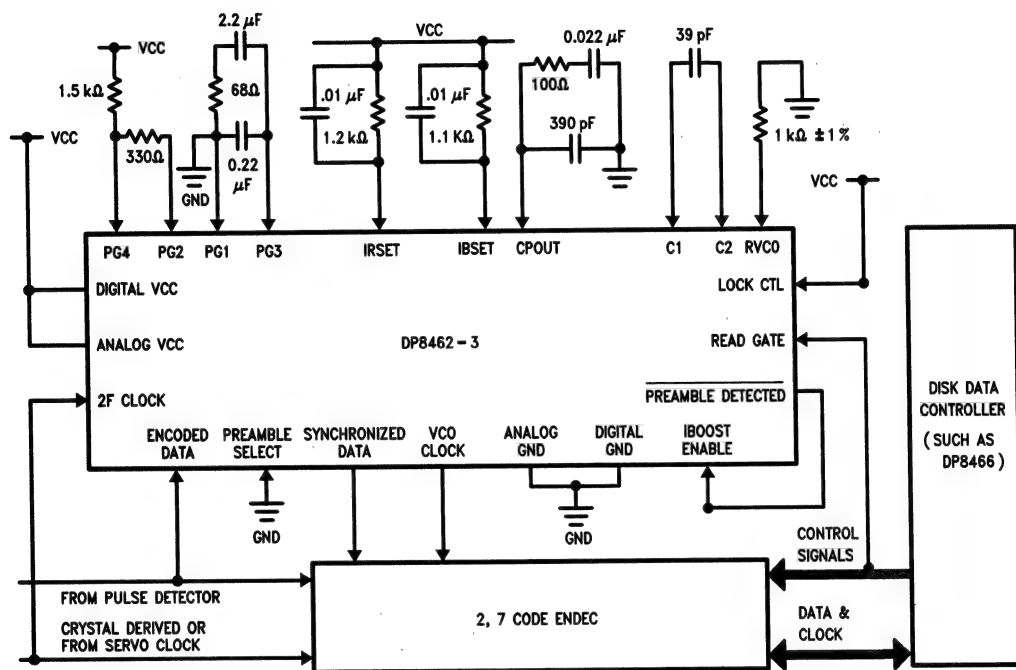 2.2 μF
VCC
1.5 kΩ
68Ω
330Ω
0.22
μF
GND
VCC
VCC
.01 μF
1.2 kΩ
.01 μF
1.1 KΩ
0.022 μF
100Ω
390 pF
39 pF
1 kΩ ±1%
VCC
PG4
PG2
PG1
PG3
IRSET
IBSET
CPOUT
C1
C2
RVCO
DIGITAL VCC
ANALOG VCC
2F CLOCK
DP8462-3
LOCK CTL
READ GATE
PREAMBLE DETECTED
ENCODED
DATA
PREAMBLE
SELECT
SYNCHRONIZED
DATA
VCO
CLOCK
ANALOG
GND
DIGITAL
GND
IBOOST
ENABLE
GND
GND
DISK DATA
CONTROLLER
(SUCH AS
DP8466)
CONTROL
SIGNALS
FROM PULSE DETECTOR
CRYSTAL DERIVED OR
FROM SERVO CLOCK
2, 7 CODE ENDEC
DATA &
CLOCK